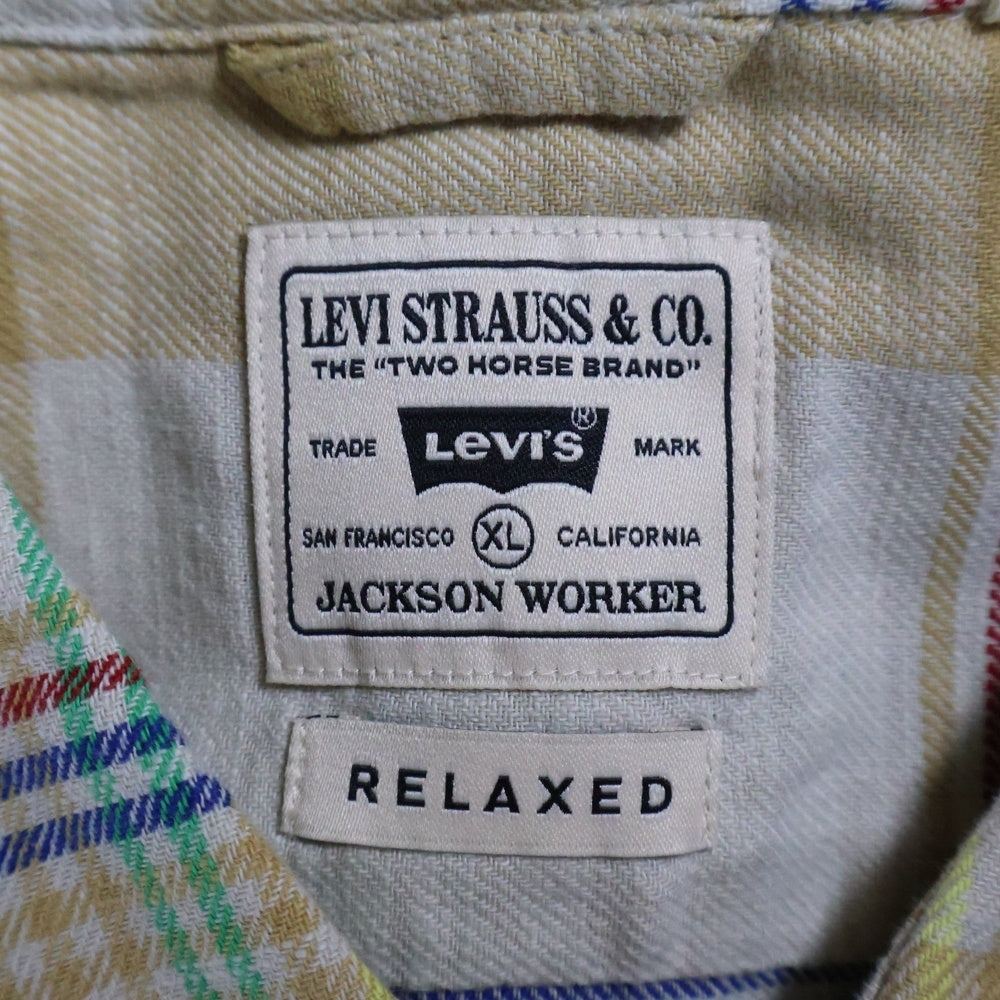 LEVI STRAUSS & CO.
THE "TWO HORSE BRAND"
TRADE LEVI'S® MARK
SAN FRANCISCO XL CALIFORNIA
JACKSON WORKER
RELAXED